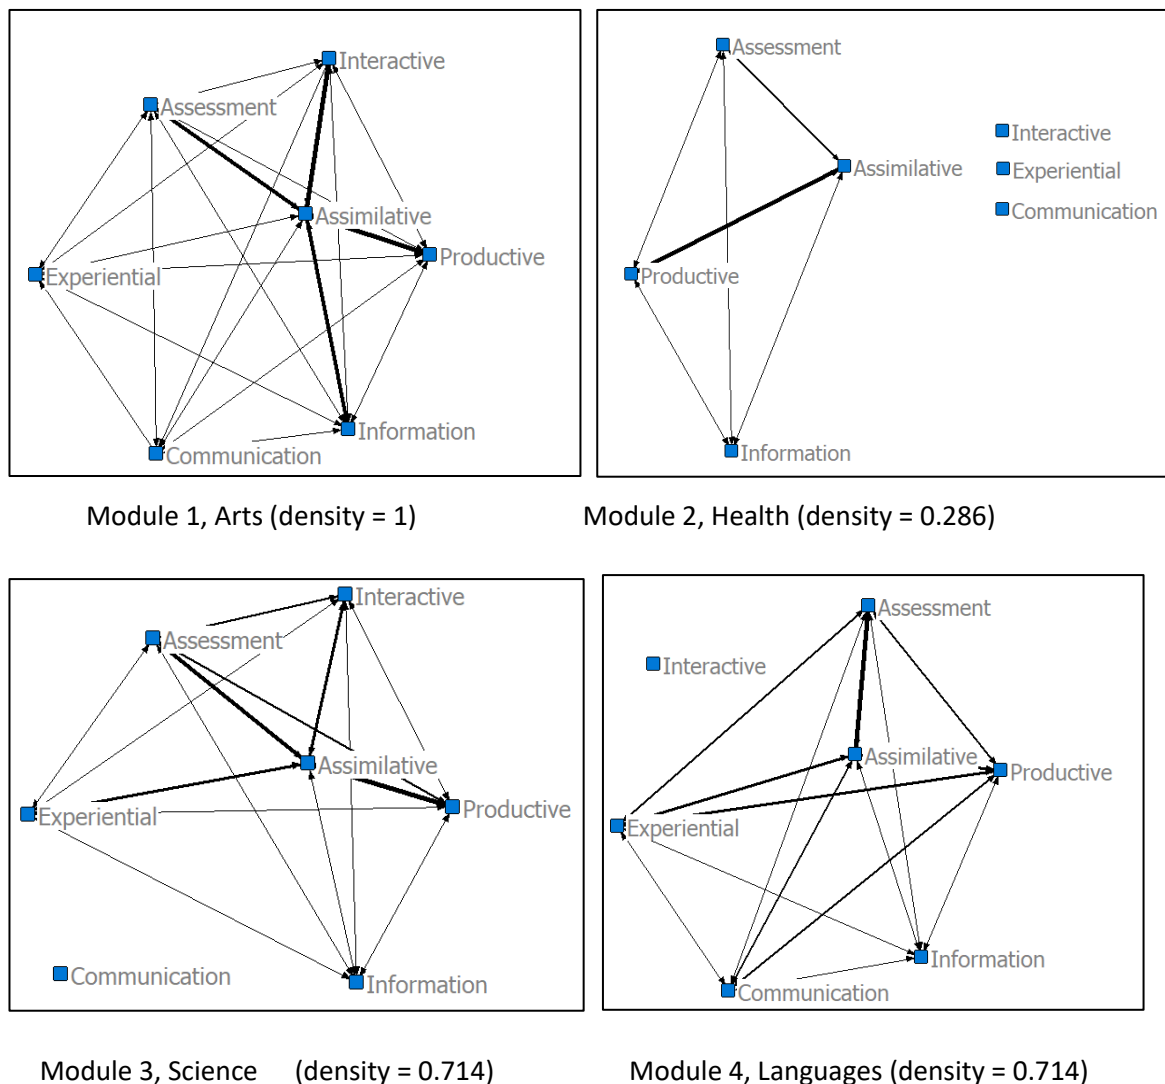 Interactive
Assessment
Assimilative
Productive
Experiential
Information
Communication
Assessment
Interactive
Assimilative
Experiential
Communication
Productive
Information
Module 1, Arts (density = 1)
Module 2, Health (density = 0.286)
Interactive
Assessment
Assimilative
Productive
Experiential
Communication
Information
Assessment
Interactive
Assimilative
Productive
Experiential
Information
Communication
Module 3, Science (density = 0.714)
Module 4, Languages (density = 0.714)